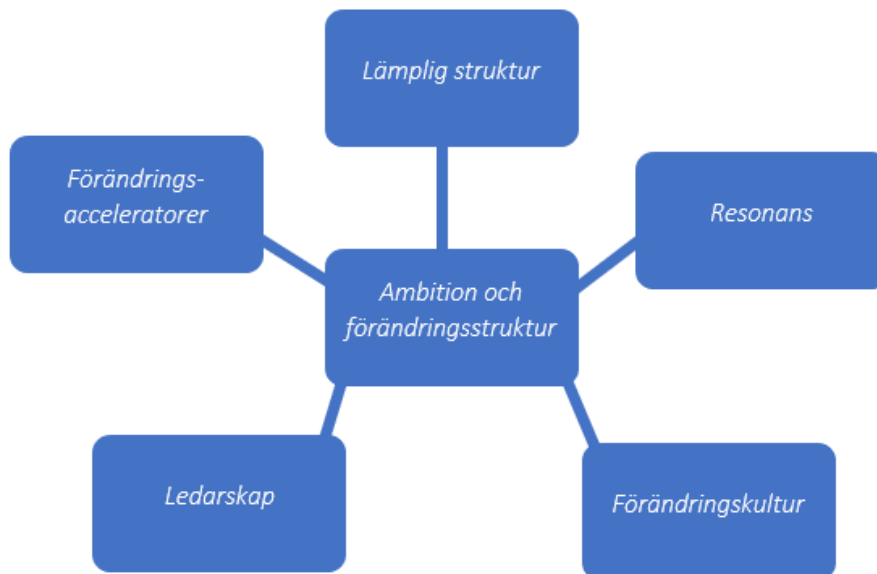 Lämplig struktur
Förändrings-
acceleratorer
Resonans
Ambition och
förändringsstruktur
Ledarskap
Förändringskultur